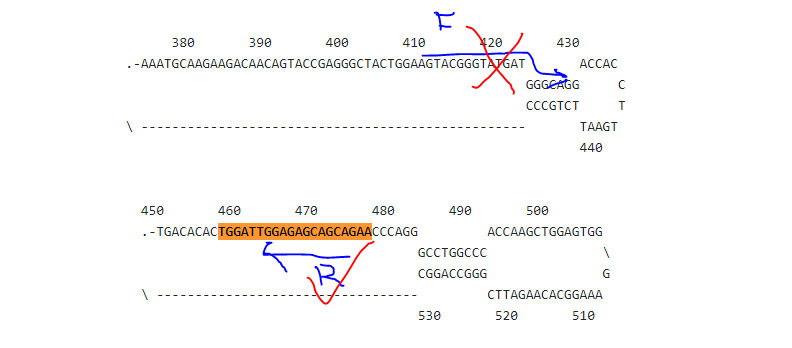 F
380 390 400 410 420 430
.-AAATGCAAGAAGACAACAGTACCGAGGGCTACTGGAAGTACGGGTATGAT ACCAC
GGGCAGG C
CCCGTCT T
\ -------------------------------------------------- TAAGT
440
450 460 470 480 490 500
.-TGACACACTGGATTGGAGAGCAGCAGAACCCAGG ACCAAGCTGGAGTGG
GCCTGGCCC \
R CGGACCGGG G
\ ---------------------------------- CTTAGAACACGGAAA
530 520 510